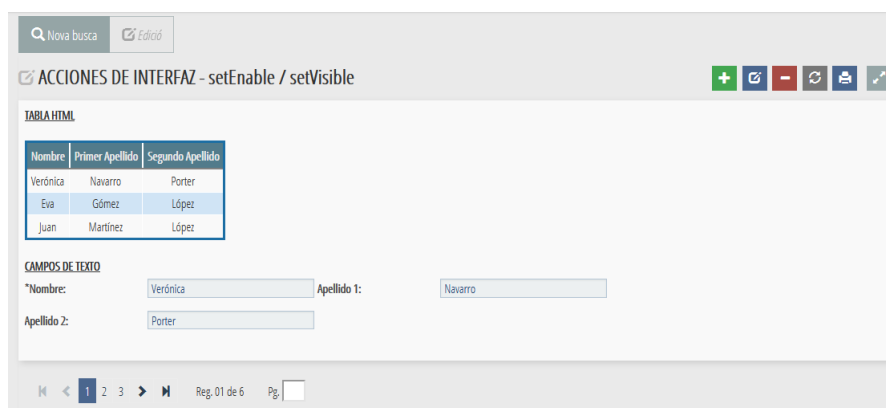 Nova busca Edició
ACCIONES DE INTERFAZ - setEnable / setVisible
TABLA HTML
Nombre Primer Apellido Segundo Apellido
Verónica Navarro Porter
Eva Gómez López
Juan Martínez López
CAMPOS DE TEXTO
*Nombre: Verónica Apellido 1: Navarro
Apellido 2: Porter
1 2 3 Reg. 01 de 6 Pg.